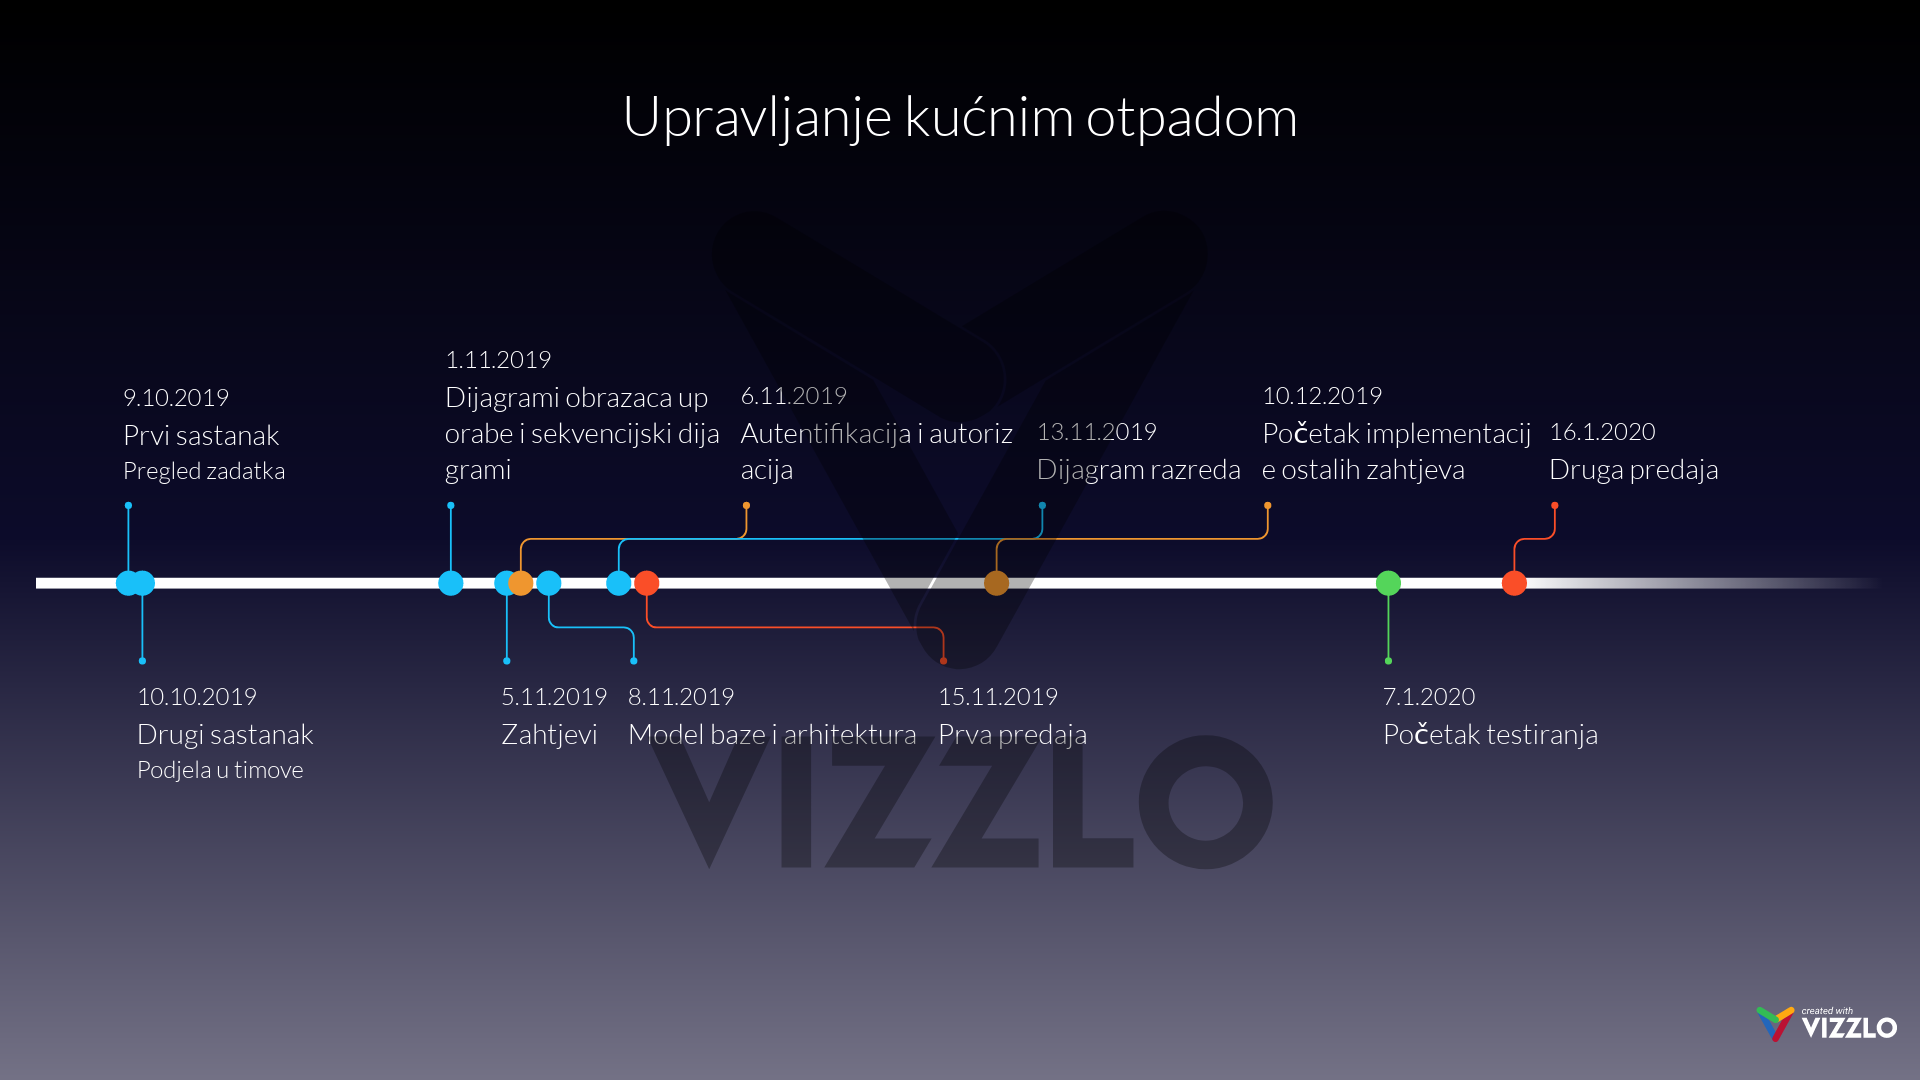 Upravljanje kućnim otpadom
9.10.2019
Prvi sastanak
Pregled zadatka
1.11.2019
Dijagrami obrazaca up
orabe i sekvencijski dija
grami
6.11.2019
Autentifikacija i autoriz
acija
13.11.2019
Dijagram razreda
10.12.2019
Početak implementacij
e ostalih zahtjeva
16.1.2020
Druga predaja
10.10.2019
Drugi sastanak
Podjela u timove
5.11.2019
Zahtjevi
8.11.2019
Model baze i arhitektura
15.11.2019
Prva predaja
7.1.2020
Početak testiranja
VIZZLO
created with
VIZZLO